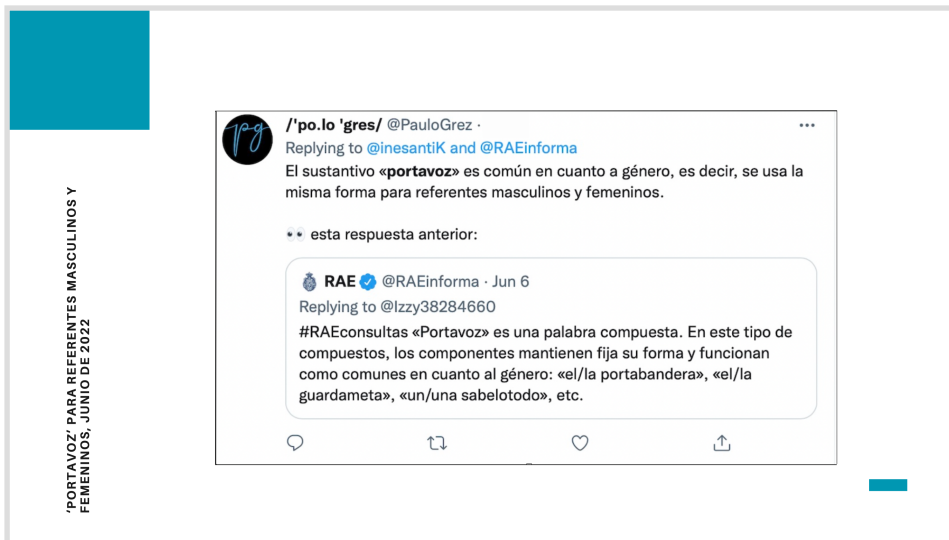 'PORTAVOZ' PARA REFERENTES MASCULINOS Y
FEMENINOS, JUNIO DE 2022
pg
/'po.lo 'gres/ @PauloGrez ·
Replying to @inesantiK and @RAEinforma
El sustantivo «portavoz» es común en cuanto a género, es decir, se usa la
misma forma para referentes masculinos y femeninos.
👀 esta respuesta anterior:
RAE @RAEinforma · Jun 6
Replying to @Izzy38284660
#RAEconsultas «Portavoz» es una palabra compuesta. En este tipo de
compuestos, los componentes mantienen fija su forma y funcionan
como comunes en cuanto al género: «el/la portabandera», «el/la
guardameta», «un/una sabelotodo», etc.